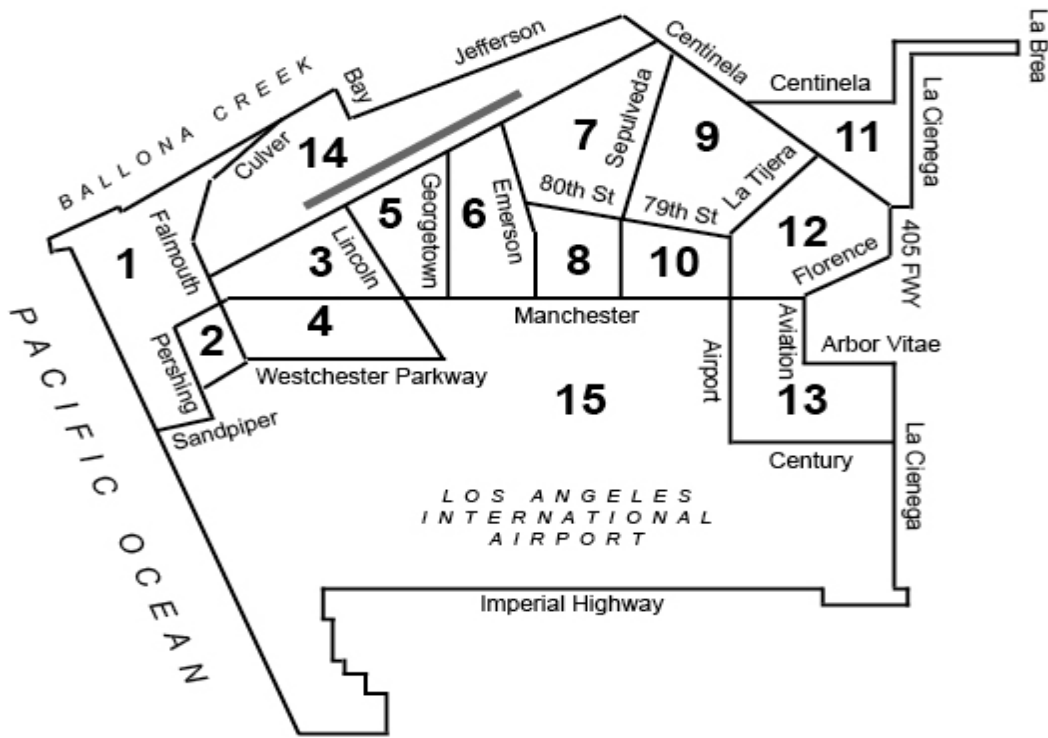 La Brea
Jefferson
Centinela
BALLONA CREEK
Bay
Centinela
La Cienega
14
Culver
7
Sepulveda
9
11
La Tijera
80th St
79th St
Falmouth
1
5
Georgetown
6
Emerson
12
Florence
405 FWY
3
Lincoln
8
10
2
4
Manchester
Aviation
Arbor Vitae
Pershing
Westchester Parkway
Airport
15
13
Sandpiper
Century
La Cienega
PACIFIC OCEAN
LOS ANGELES
INTERNATIONAL
AIRPORT
Imperial Highway